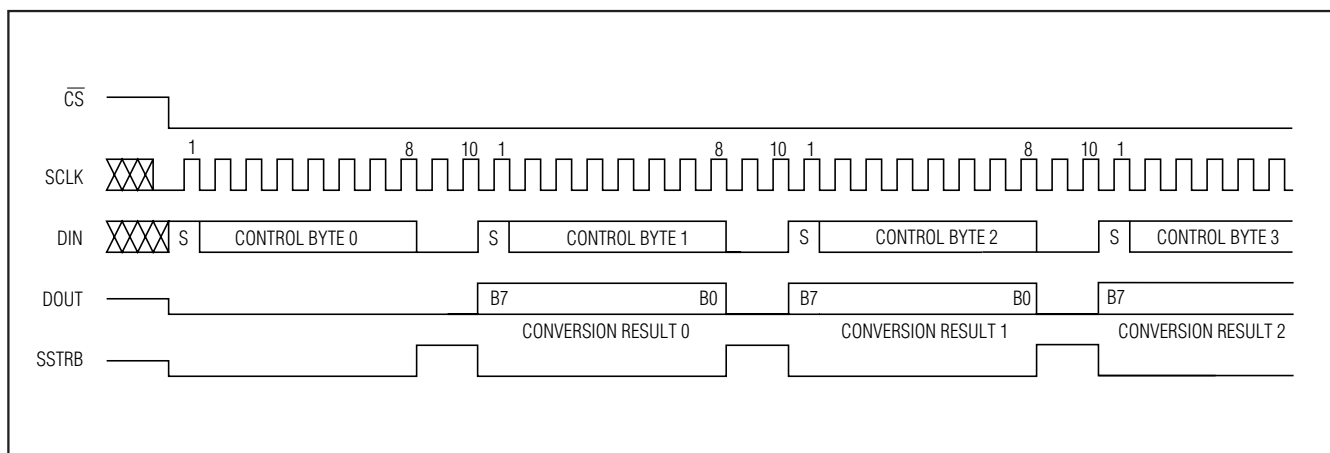 CS
1 8 10 1 8 10 1 8 10 1
SCLK
DIN S CONTROL BYTE 0 S CONTROL BYTE 1 S CONTROL BYTE 2 S CONTROL BYTE 3
DOUT B7 B0 B7 B0 B7
CONVERSION RESULT 0 CONVERSION RESULT 1 CONVERSION RESULT 2
SSTRB